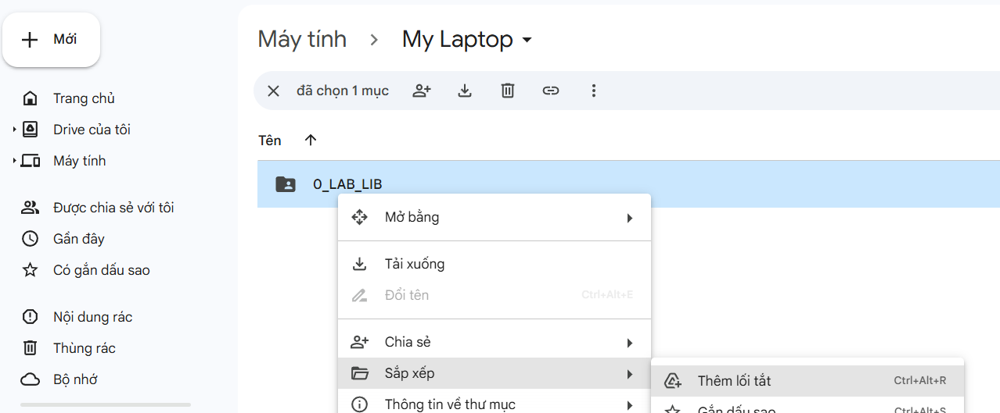 Mới
Trang chủ
Drive của tôi
Máy tính
Được chia sẻ với tôi
Gần đây
Có gắn dấu sao
Nội dung rác
Thùng rác
Bộ nhớ
Máy tính > My Laptop
đã chọn 1 mục
Tên
0_LAB_LIB
Mở bằng
Tải xuống
Đổi tên Ctrl+Alt+E
Chia sẻ
Sắp xếp
Thông tin về thư mục
Thêm lối tắt Ctrl+Alt+R
Gắn dấu sao Ctrl+Alt+S